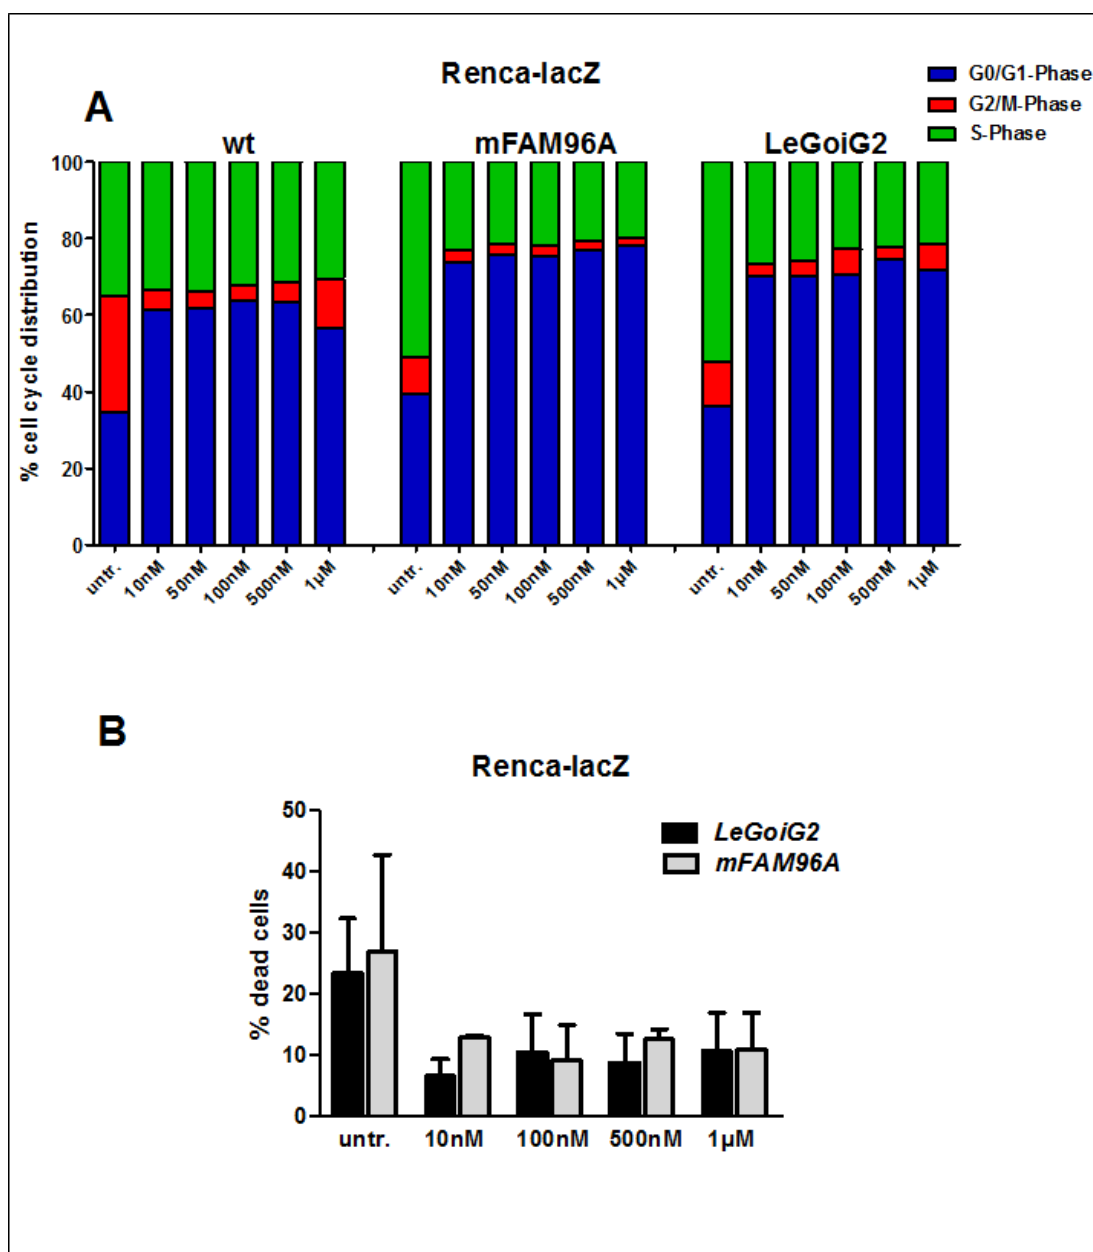 Renca-lacZ
G0/G1-Phase
G2/M-Phase
S-Phase
A
wt
mFAM96A
LeGoiG2
% cell cycle distribution
100
80
60
40
20
0
untr. 10nM 50nM 100nM 500nM 1µM untr. 10nM 50nM 100nM 500nM 1µM untr. 10nM 50nM 100nM 500nM 1µM
B
Renca-lacZ
LeGoiG2
mFAM96A
% dead cells
50
40
30
20
10
0
untr. 10nM 100nM 500nM 1µM